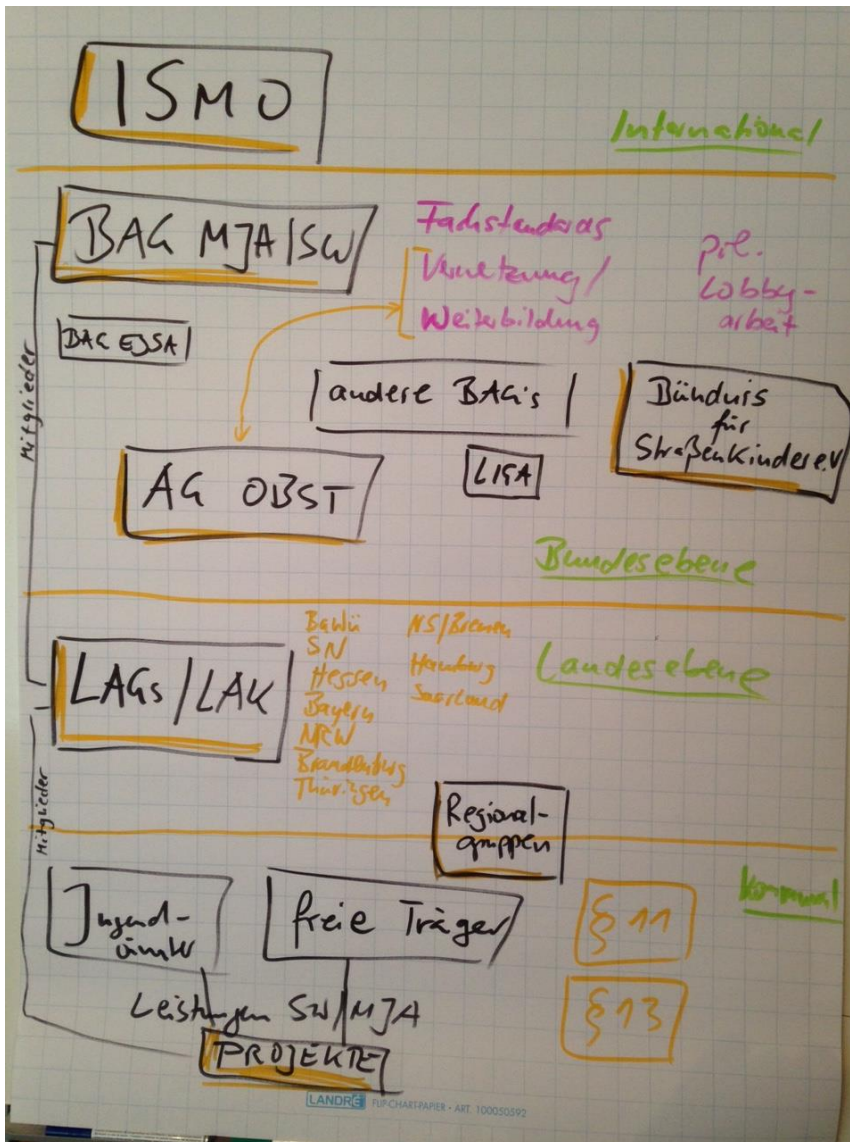 ISMO
International
BAG MJA/SW
Fachstandards
Vernetzung/
Weiterbildung
pol.
Lobby-
arbeit
BAG EJSA
Mitglieder
andere BAG's
Bündnis
für
Straßenkinder e.V
AG OBST
LIGA
Bundesebene
LAGs/LAK
BaWü
SN
Hessen
Bayern
NRW
Brandenburg
Thüringen
NS/Bremen
Hamburg
Saarland
Landesebene
Mitglieder
Regional-
gruppen
kommunal
Jugend-
ämter
freie Träger
§ 11
Leistungen SW/MJA
§ 13
PROJEKTE
LANDRÉ FLIP-CHART-PAPIER • ART. 100050592